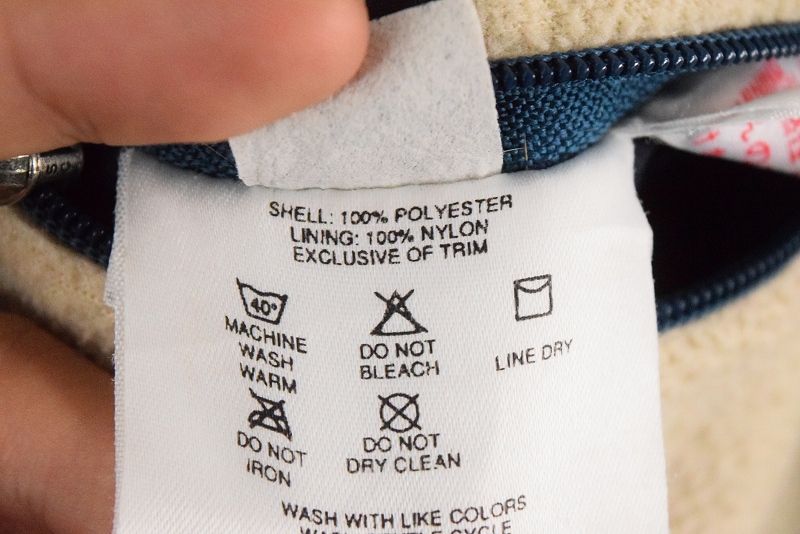 SHELL: 100% POLYESTER
LINING: 100% NYLON
EXCLUSIVE OF TRIM
40°
MACHINE
WASH
WARM
DO NOT
BLEACH
LINE DRY
DO NOT
IRON
DO NOT
DRY CLEAN
WASH WITH LIKE COLORS